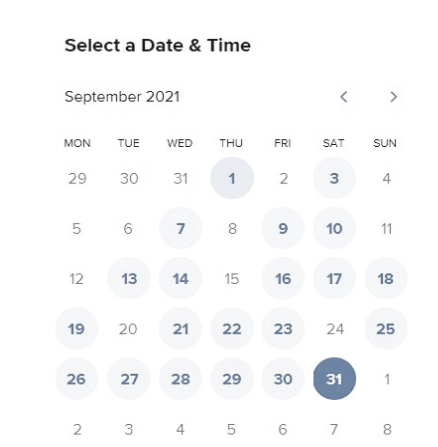 Select a Date & Time
September 2021
MON TUE WED THU FRI SAT SUN
29 30 31 1 2 3 4
5 6 7 8 9 10 11
12 13 14 15 16 17 18
19 20 21 22 23 24 25
26 27 28 29 30 31 1
2 3 4 5 6 7 8